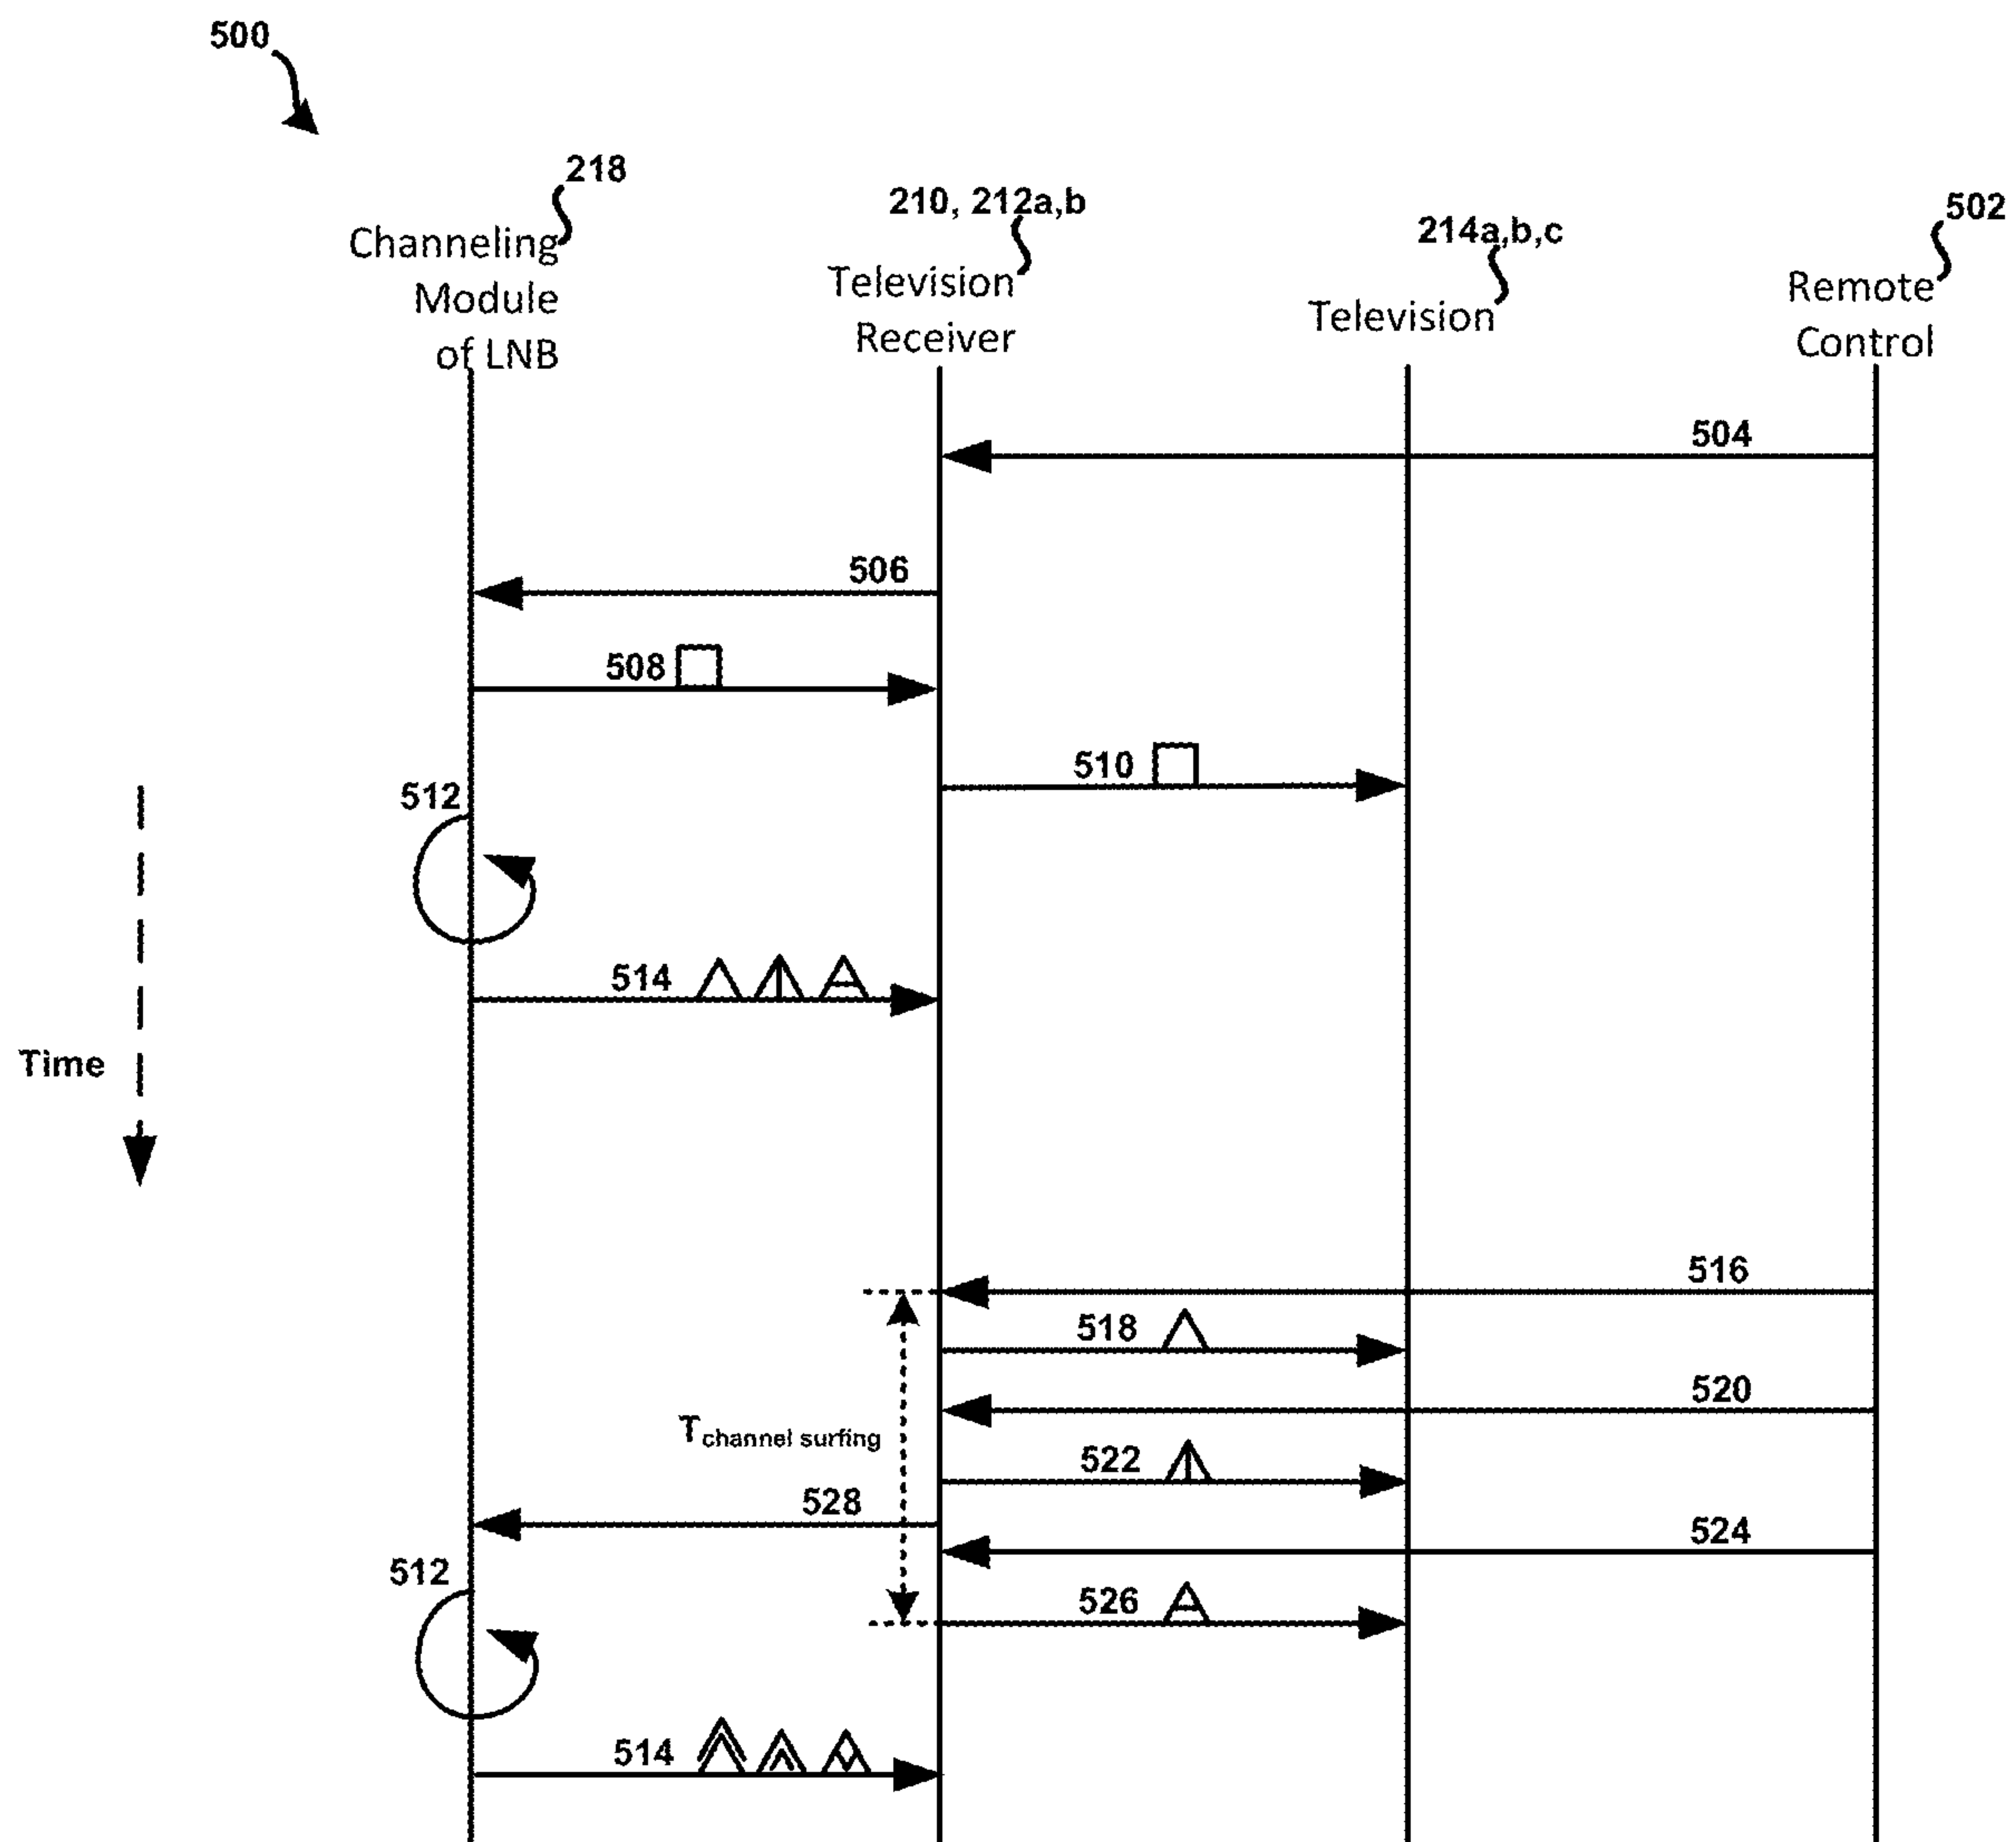 500
218
Channeling
Module
of LNB
210, 212a,b
Television
Receiver
214a,b,c
Television
502
Remote
Control
504
506
508
510
512
514
Time
516
518
520
T channel surfing
522
528
524
512
526
514